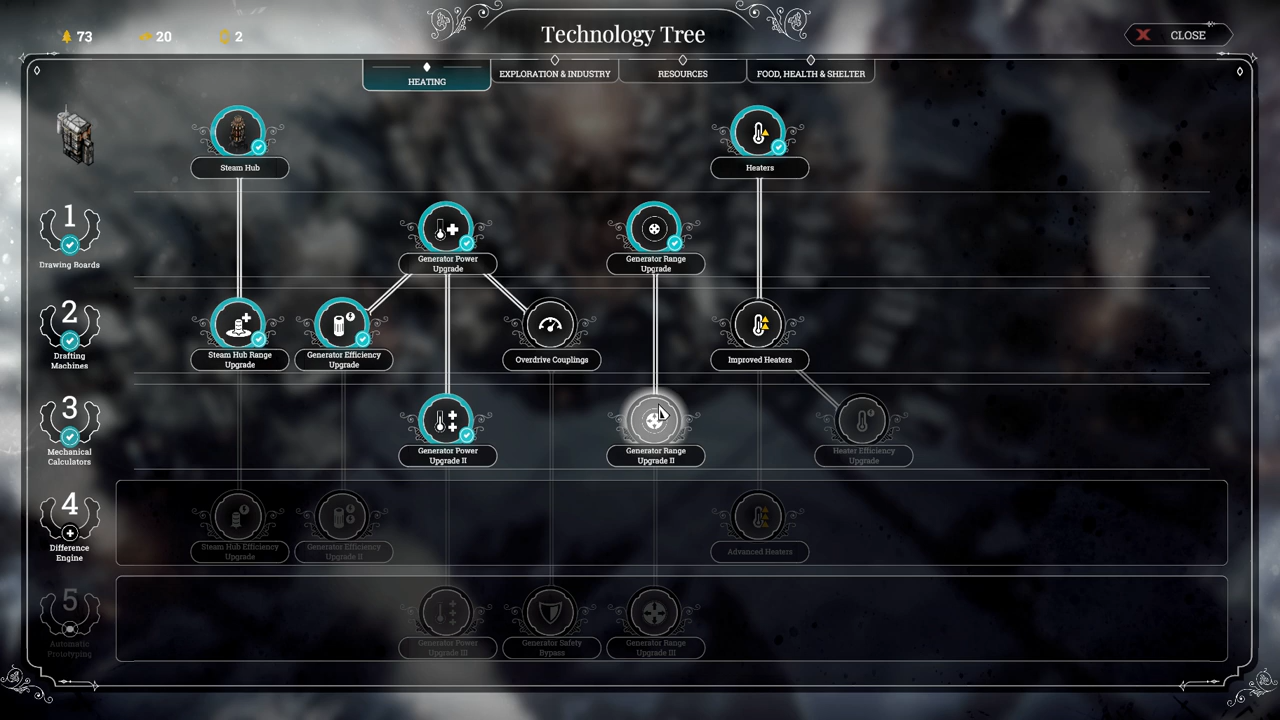 73 20 2
Technology Tree
CLOSE
HEATING
EXPLORATION & INDUSTRY
RESOURCES
FOOD, HEALTH & SHELTER
Steam Hub
Heaters
1
Drawing Boards
Generator Power
Upgrade
Generator Range
Upgrade
2
Drafting
Machines
Steam Hub Range
Upgrade
Generator Efficiency
Upgrade
Overdrive Couplings
Improved Heaters
3
Mechanical
Calculators
Generator Power
Upgrade II
Generator Range
Upgrade II
Heater Efficiency
Upgrade
4
Difference
Engine
Steam Hub Efficiency
Upgrade
Generator Efficiency
Upgrade II
Advanced Heaters
5
Automatic
Prototyping
Generator Power
Upgrade III
Generator Safety
Bypass
Generator Range
Upgrade III